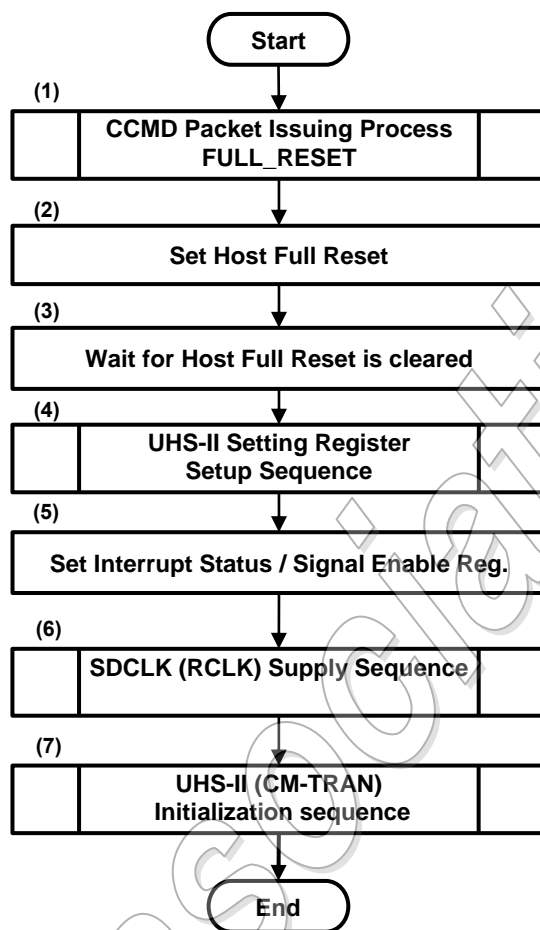 Start
(1)
CCMD Packet Issuing Process
FULL_RESET
(2)
Set Host Full Reset
(3)
Wait for Host Full Reset is cleared
(4)
UHS-II Setting Register
Setup Sequence
(5)
Set Interrupt Status / Signal Enable Reg.
(6)
SDCLK (RCLK) Supply Sequence
(7)
UHS-II (CM-TRAN)
Initialization sequence
End